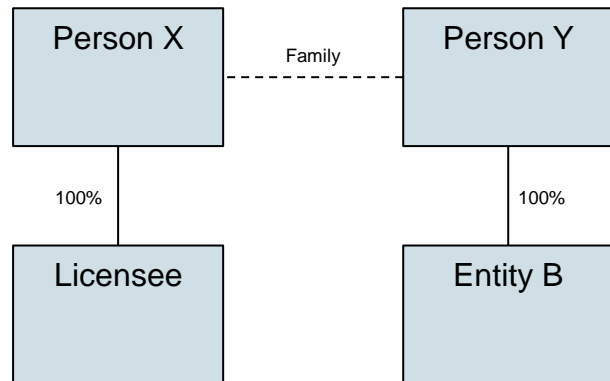 Person X
Person Y
Family
100%
100%
Licensee
Entity B